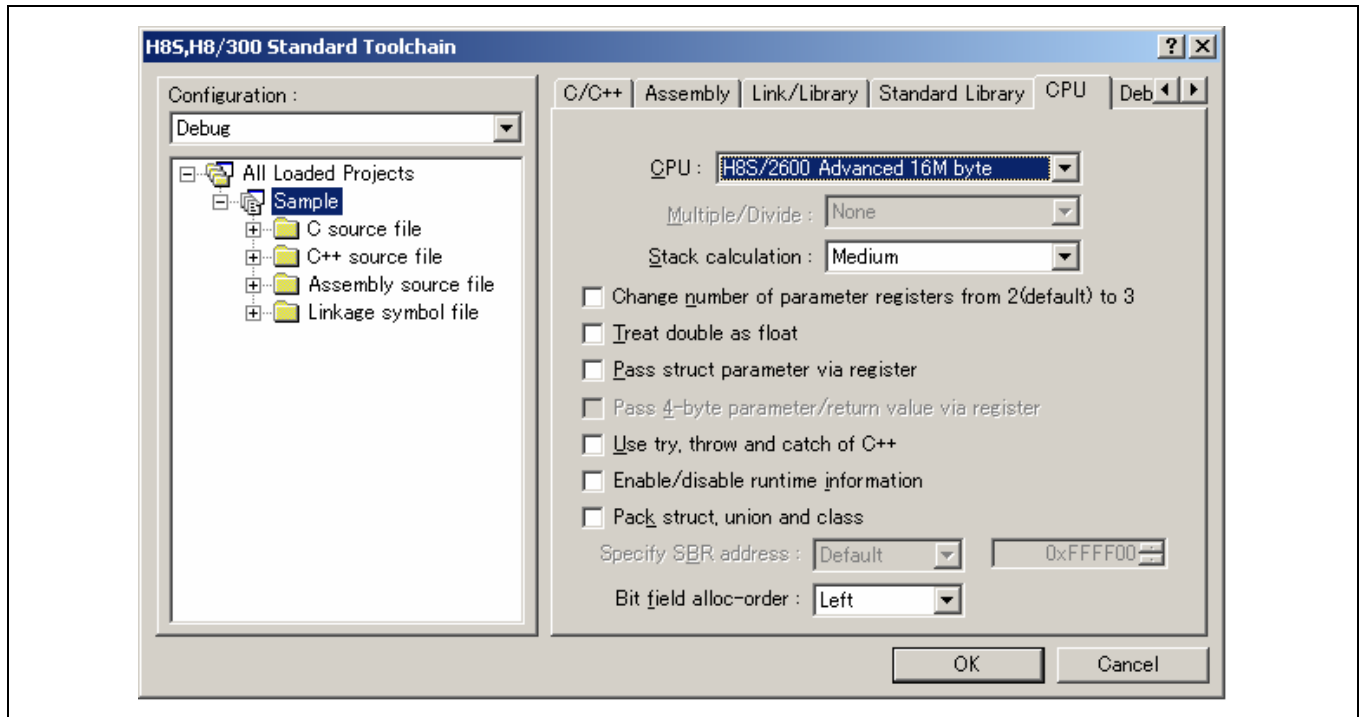 H8S,H8/300 Standard Toolchain
Configuration :
Debug
All Loaded Projects
Sample
C source file
C++ source file
Assembly source file
Linkage symbol file
C/C++ Assembly Link/Library Standard Library CPU Deb
CPU : H8S/2600 Advanced 16M byte
Multiple/Divide : None
Stack calculation : Medium
Change number of parameter registers from 2(default) to 3
Treat double as float
Pass struct parameter via register
Pass 4-byte parameter/return value via register
Use try, throw and catch of C++
Enable/disable runtime information
Pack struct, union and class
Specify SBR address : Default 0xFFFF00
Bit field alloc-order : Left
OK Cancel